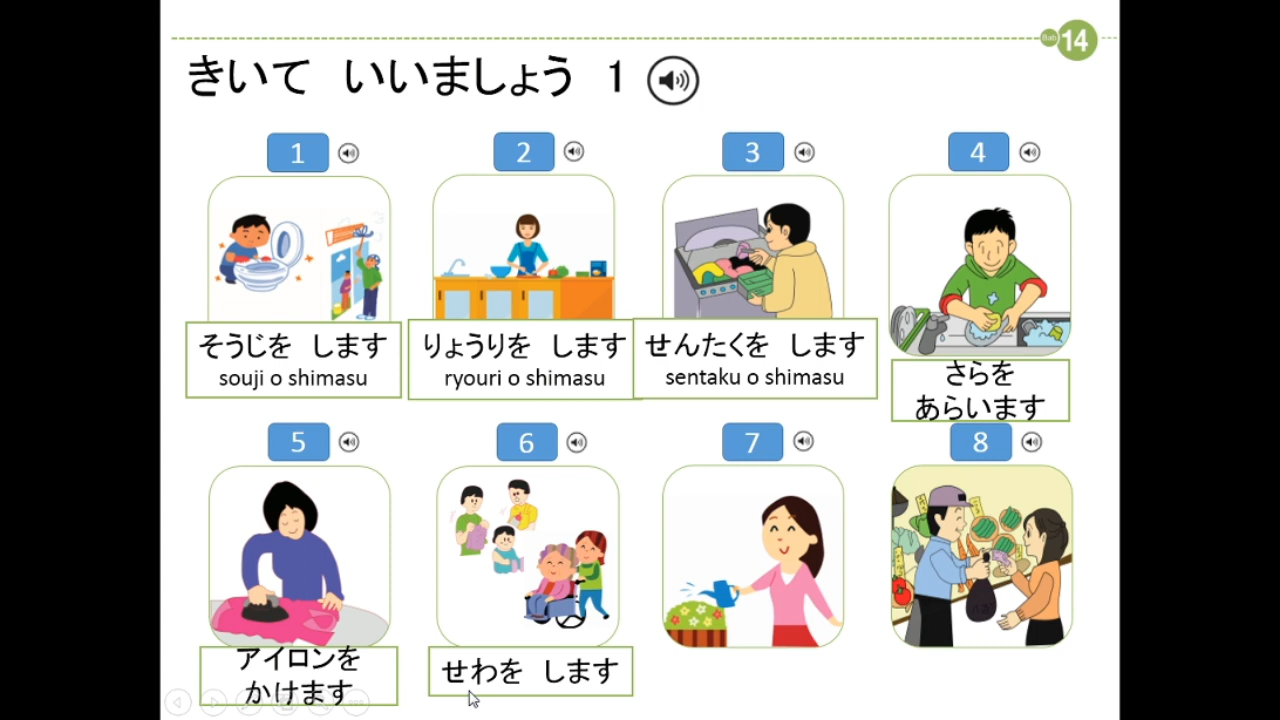 Bab 14
きいて いいましょう 1
1
2
3
4
そうじを します
souji o shimasu
りょうりを します
ryouri o shimasu
せんたくを します
sentaku o shimasu
さらを
あらいます
5
6
7
8
アイロンを
かけます
せわを します